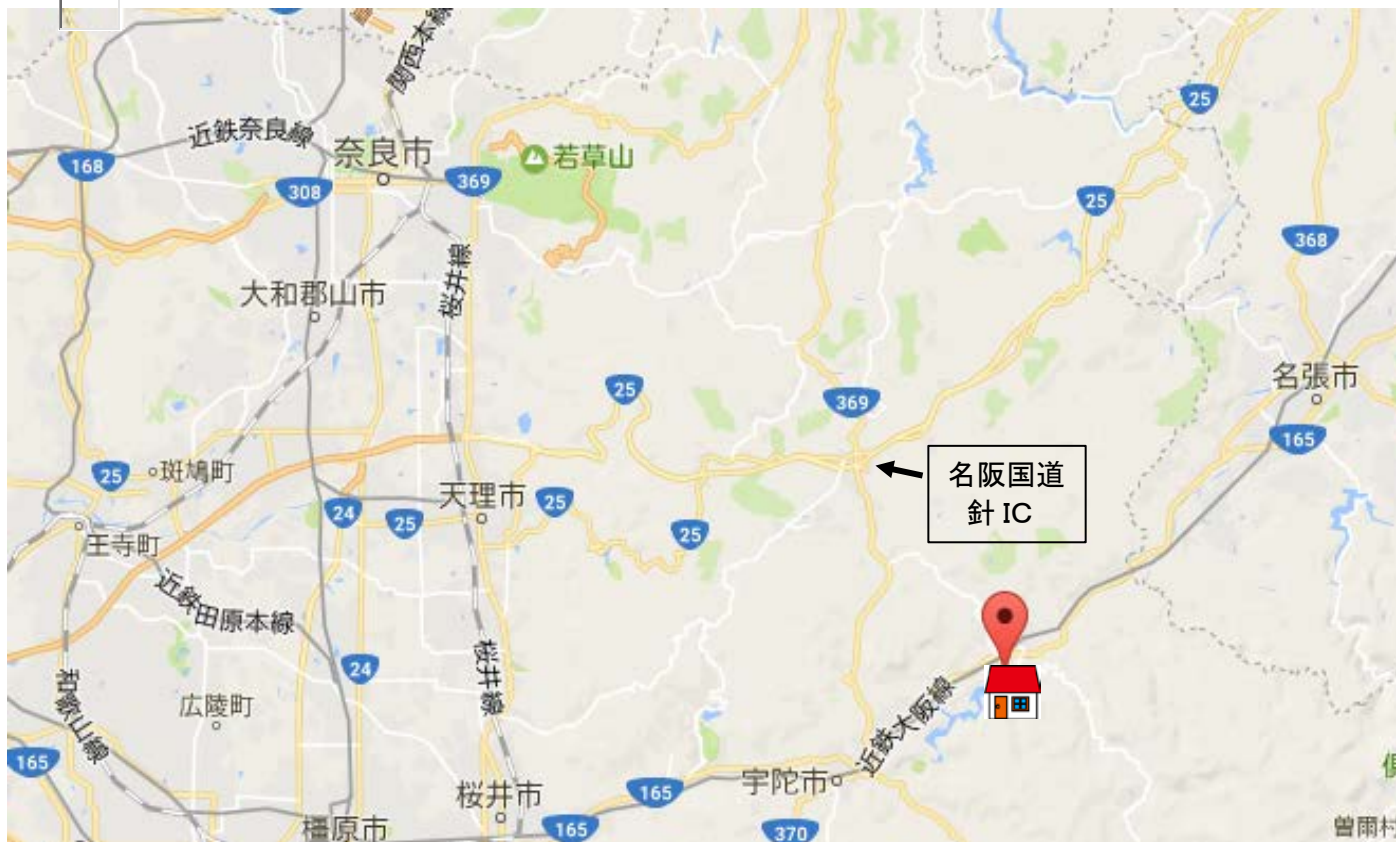 関西本線
近鉄奈良線
奈良市
若草山
168
308
369
25
25
368
大和郡山市
桜井線
名張市
25
369
165
名阪国道
針 IC
25
斑鳩町
天理市
24
25
25
25
王寺町
近鉄田原本線
24
桜井線
和歌山線
広陵町
近鉄大阪線
165
桜井市
165
宇陀市
165
370
橿原市
曽爾村